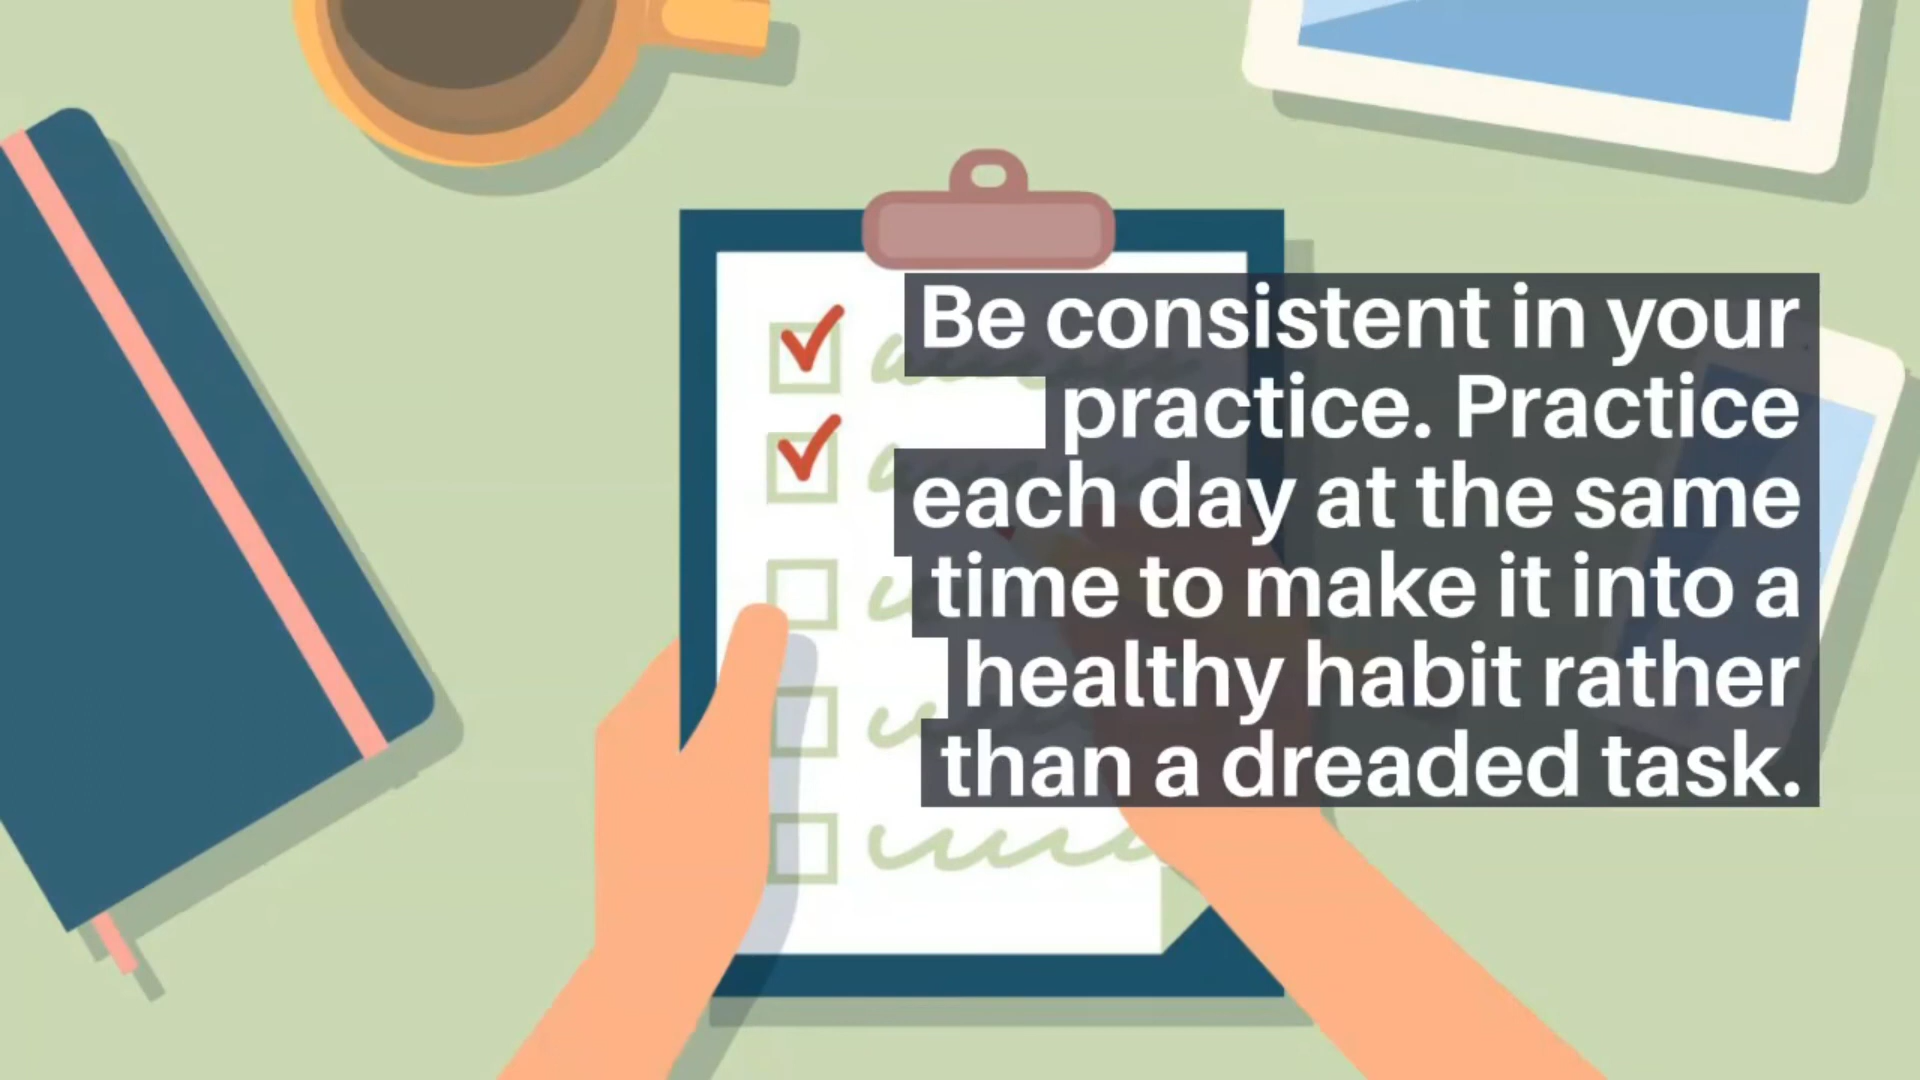 Be consistent in your
practice. Practice
each day at the same
time to make it into a
healthy habit rather
than a dreaded task.